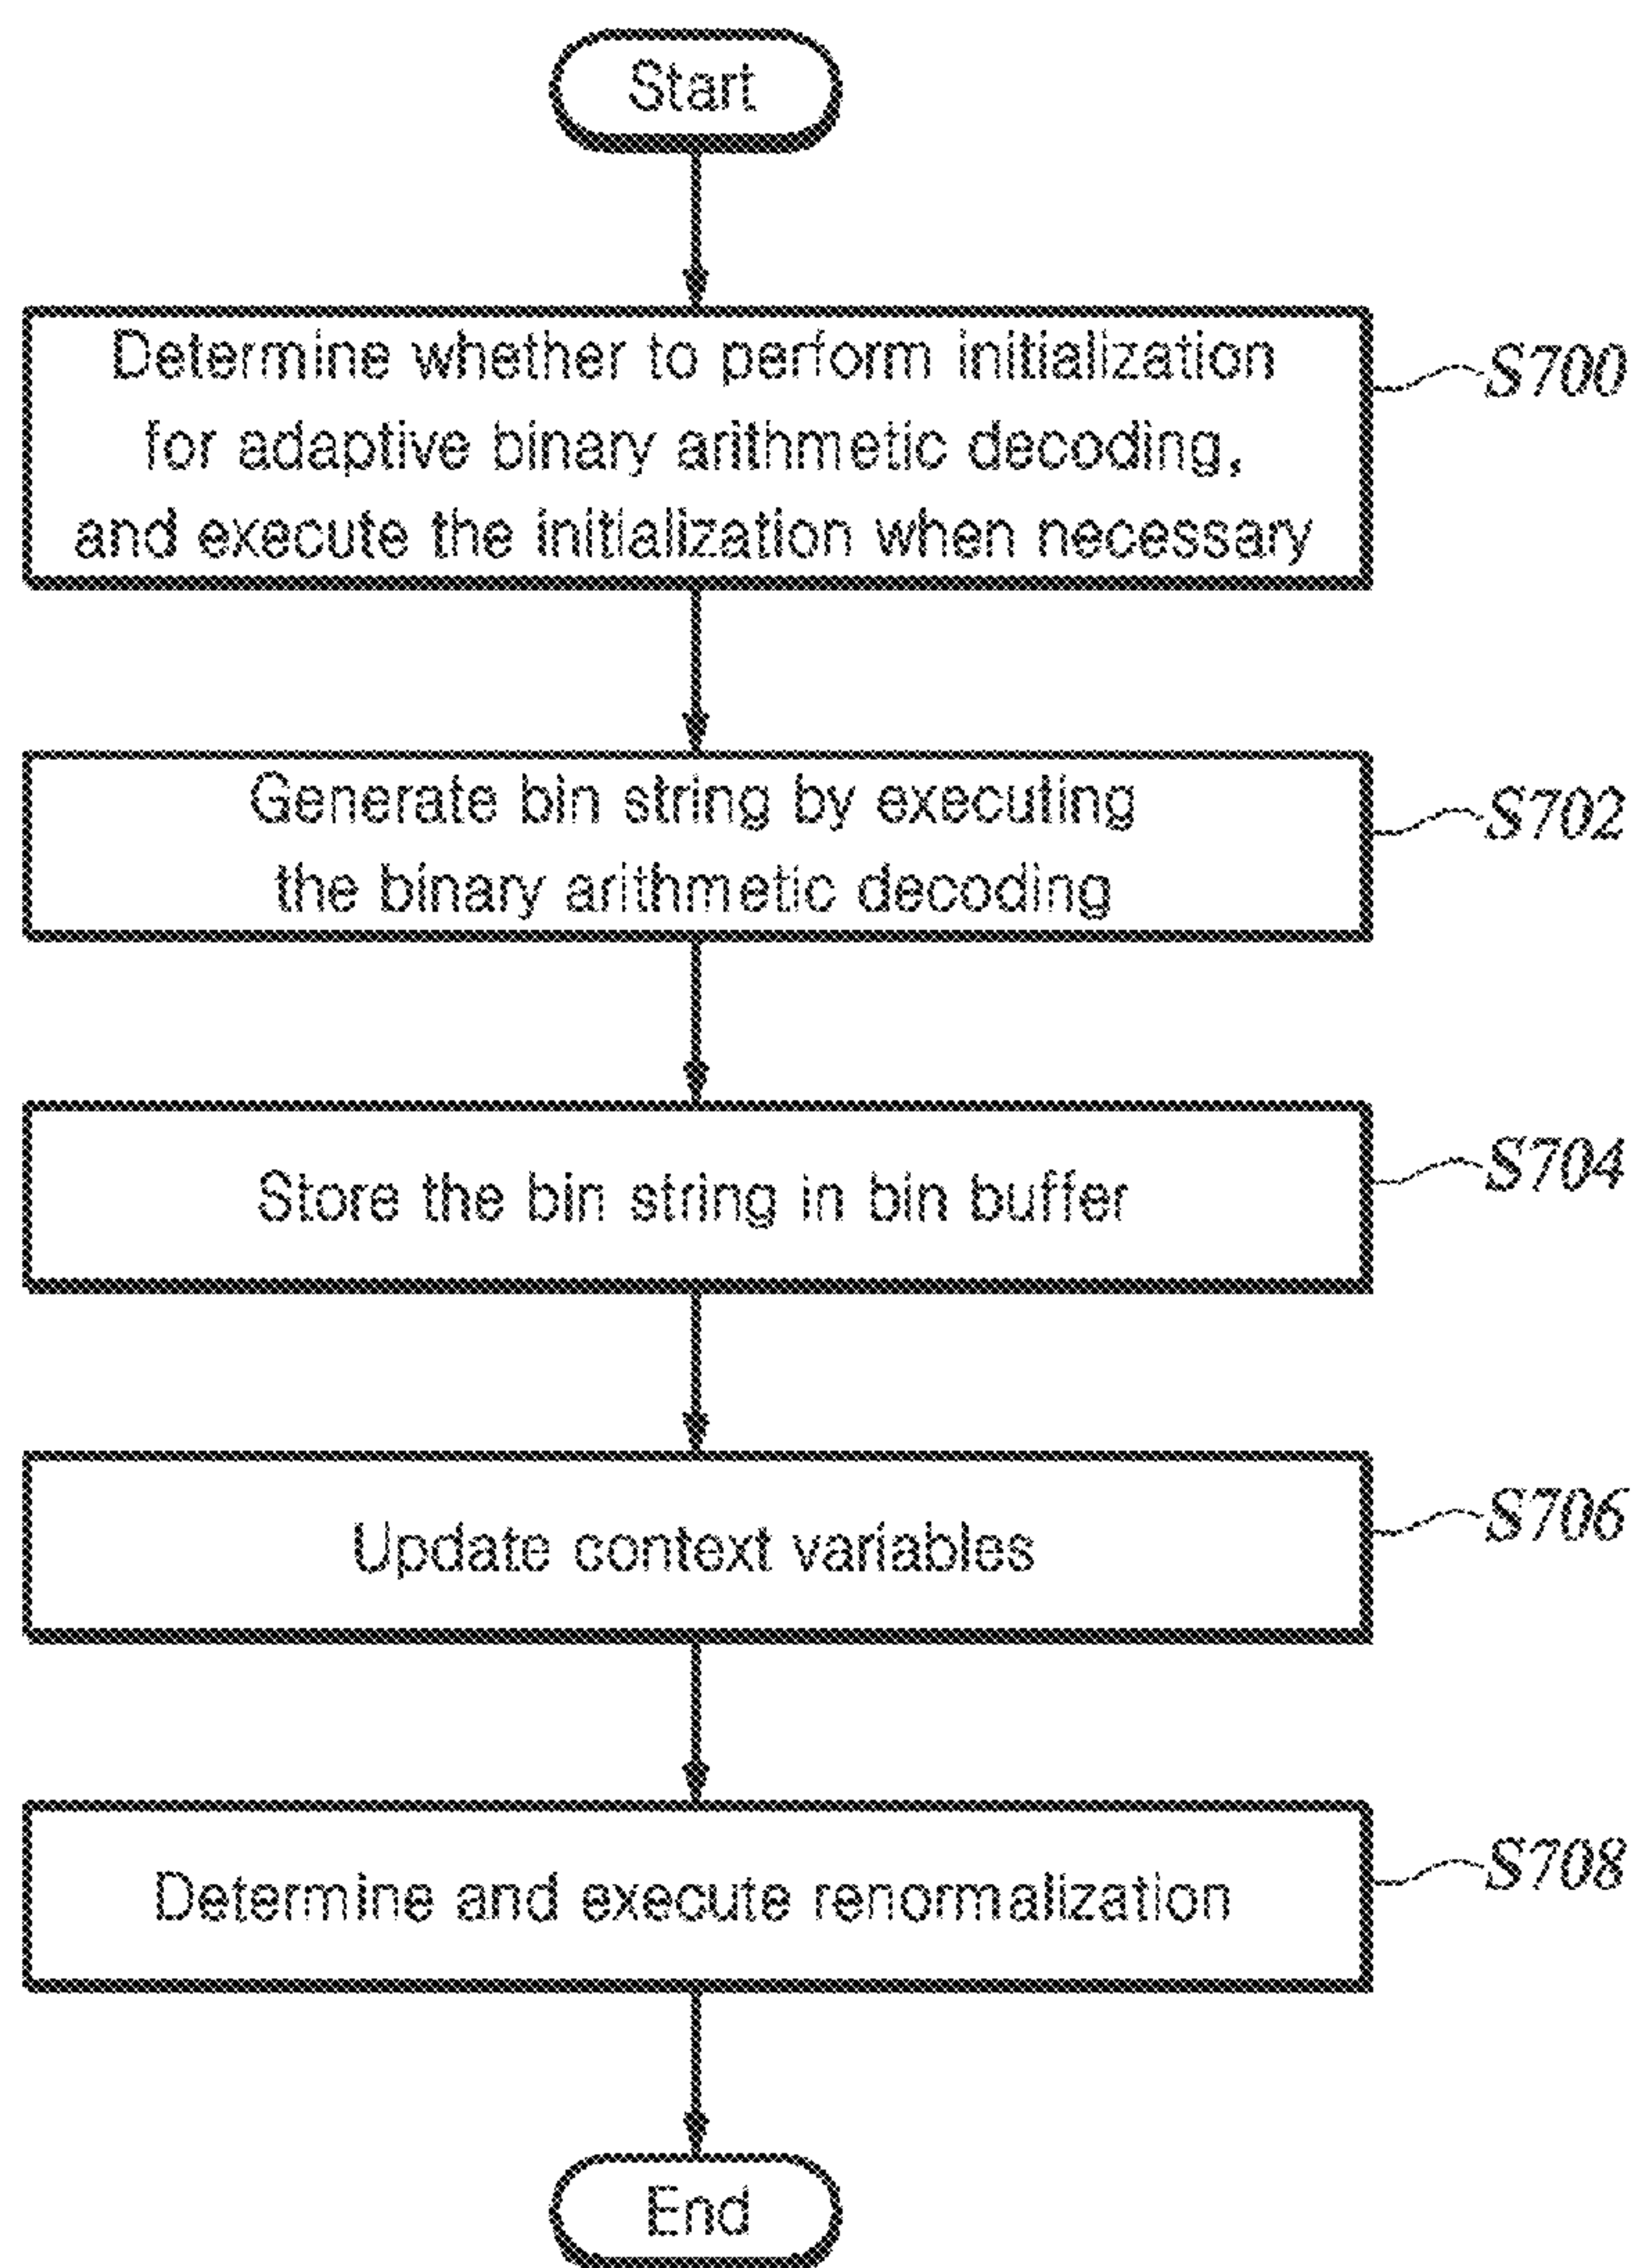 Start
Determine whether to perform initialization
for adaptive binary arithmetic decoding,
and execute the initialization when necessary
S700
Generate bin string by executing
the binary arithmetic decoding
S702
Store the bin string in bin buffer
S704
Update context variables
S706
Determine and execute renormalization
S708
End